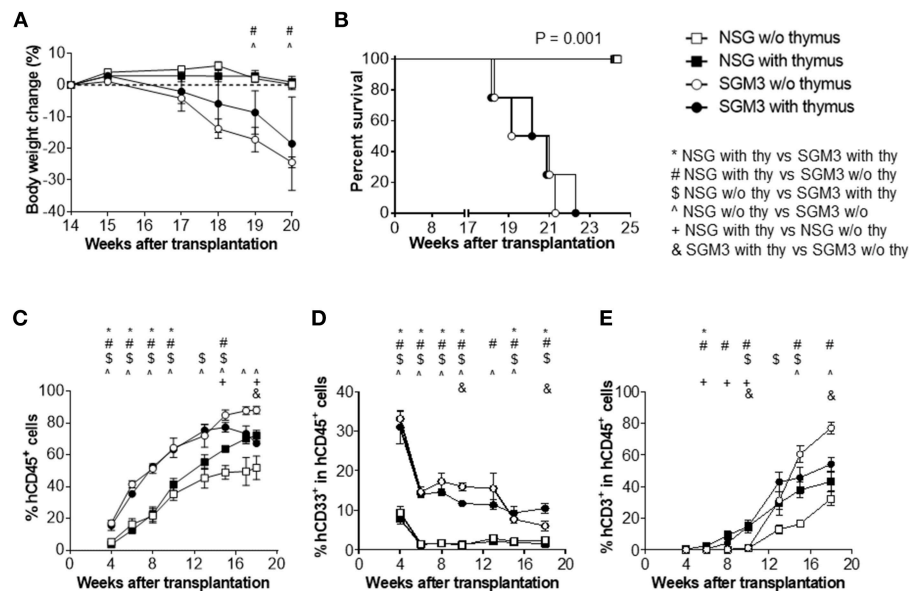 A
# #
^ ^
Body weight change (%)
20
10
0
-10
-20
-30
-40
14 15 16 17 18 19 20
Weeks after transplantation
B
P = 0.001
Percent survival
100
80
60
40
20
0
0 8 17 19 21 23 25
Weeks after transplantation
NSG w/o thymus
NSG with thymus
SGM3 w/o thymus
SGM3 with thymus
* NSG with thy vs SGM3 with thy
# NSG with thy vs SGM3 w/o thy
$ NSG w/o thy vs SGM3 with thy
^ NSG w/o thy vs SGM3 w/o
+ NSG with thy vs NSG w/o thy
& SGM3 with thy vs SGM3 w/o thy
C
* * * *
# # # # #
$ $ $ $ $ $
^ ^ ^ ^ ^ ^ ^
+ +
&
% hCD45+ cells
100
80
60
40
20
0
0 4 8 12 16 20
Weeks after transplantation
D
* * * * * *
# # # # # # #
$ $ $ $ $ $
^ ^ ^ ^ ^ ^
& &
% hCD3+ in hCD45+ cells
40
30
20
10
0
0 4 8 12 16 20
Weeks after transplantation
E
*
# # # # #
$ $ $
^ ^
+ + +
& &
% hCD3+ in hCD45+ cells
100
80
60
40
20
0
0 4 8 12 16 20
Weeks after transplantation